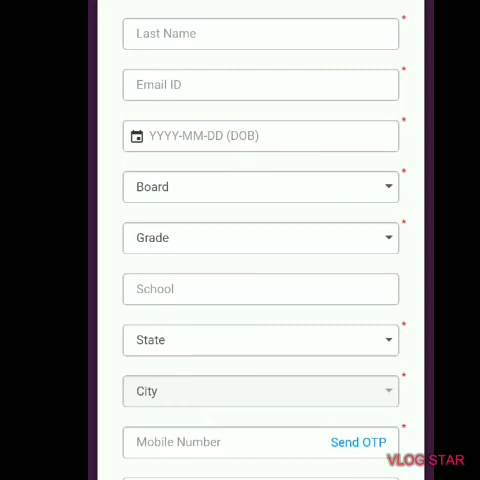 Last Name
*
Email ID
*
YYYY-MM-DD (DOB)
*
Board
*
Grade
*
School
State
*
City
*
Mobile Number
Send OTP
*
VLOG STAR